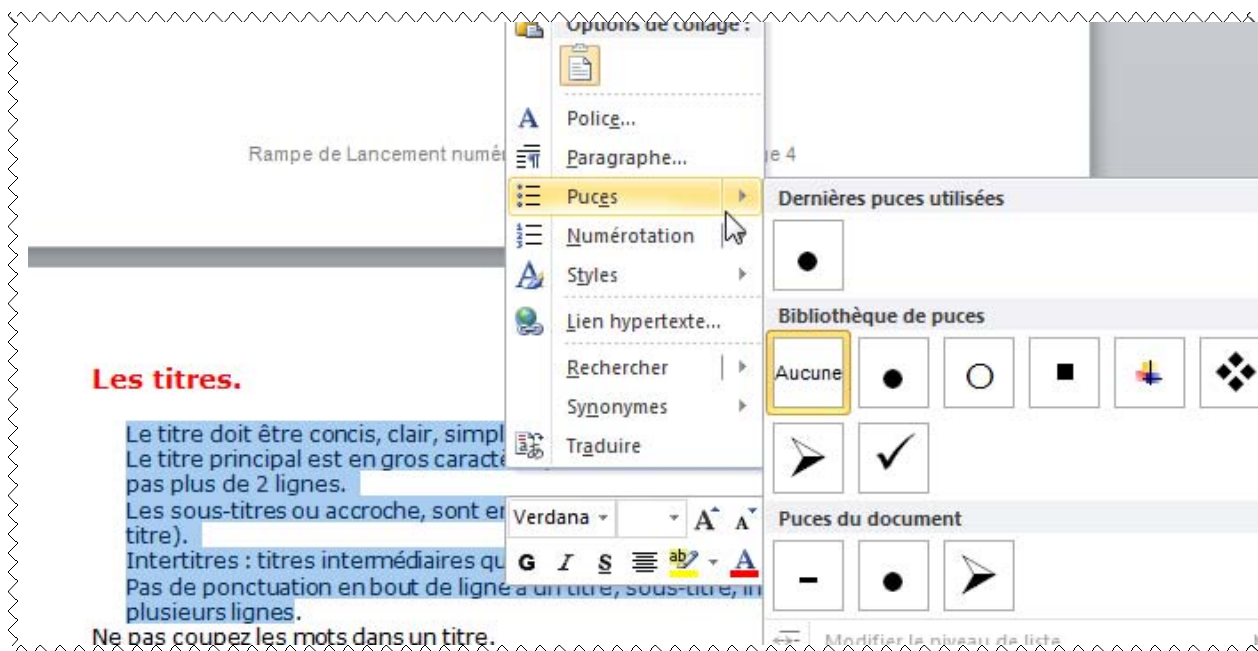 Options de collage :
Police...
Rampe de Lancement numé
Paragraphe...
e 4
Puces
Dernières puces utilisées
Numérotation
Styles
Bibliothèque de puces
Lien hypertexte...
Rechercher
Aucune
Synonymes
Traduire
Les titres.
Le titre doit être concis, clair, simpl
Le titre principal est en gros caractè
pas plus de 2 lignes.
Les sous-titres ou accroche, sont e
titre).
Intertitres : titres intermédiaires qu
Pas de ponctuation en bout de ligne à un titre, sous-titre, in
plusieurs lignes.
Ne pas coupez les mots dans un titre.
Verdana
A A
G I S ab A
Puces du document
Modifier le niveau de liste